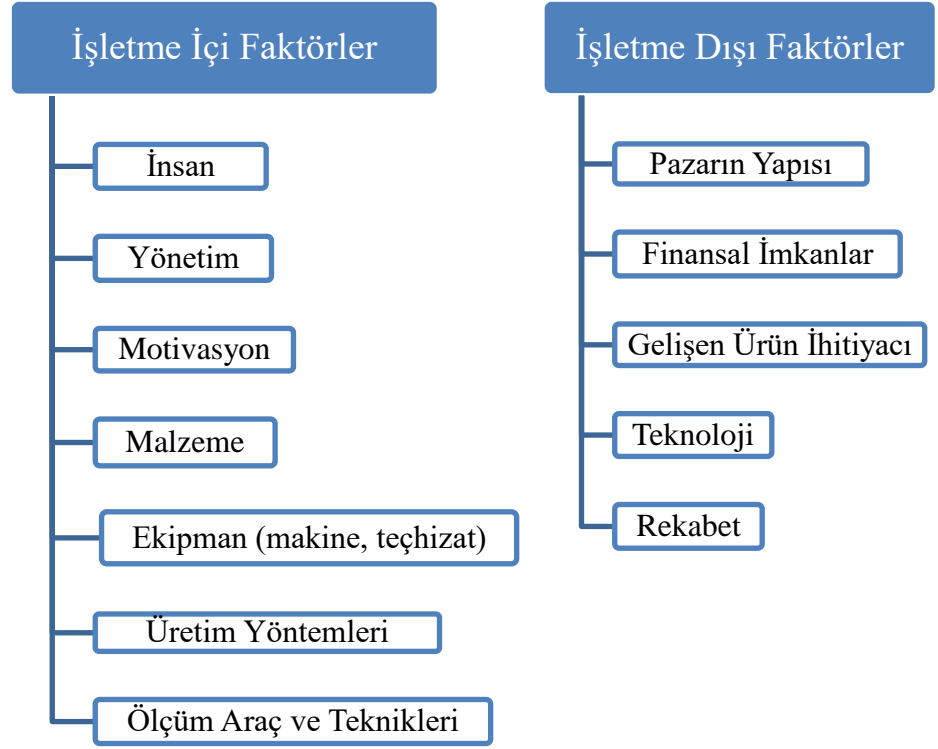 İşletme İçi Faktörler
İnsan
Yönetim
Motivasyon
Malzeme
Ekipman (makine, teçhizat)
Üretim Yöntemleri
Ölçüm Araç ve Teknikleri
İşletme Dışı Faktörler
Pazarın Yapısı
Finansal İmkanlar
Gelişen Ürün İhitiyacı
Teknoloji
Rekabet